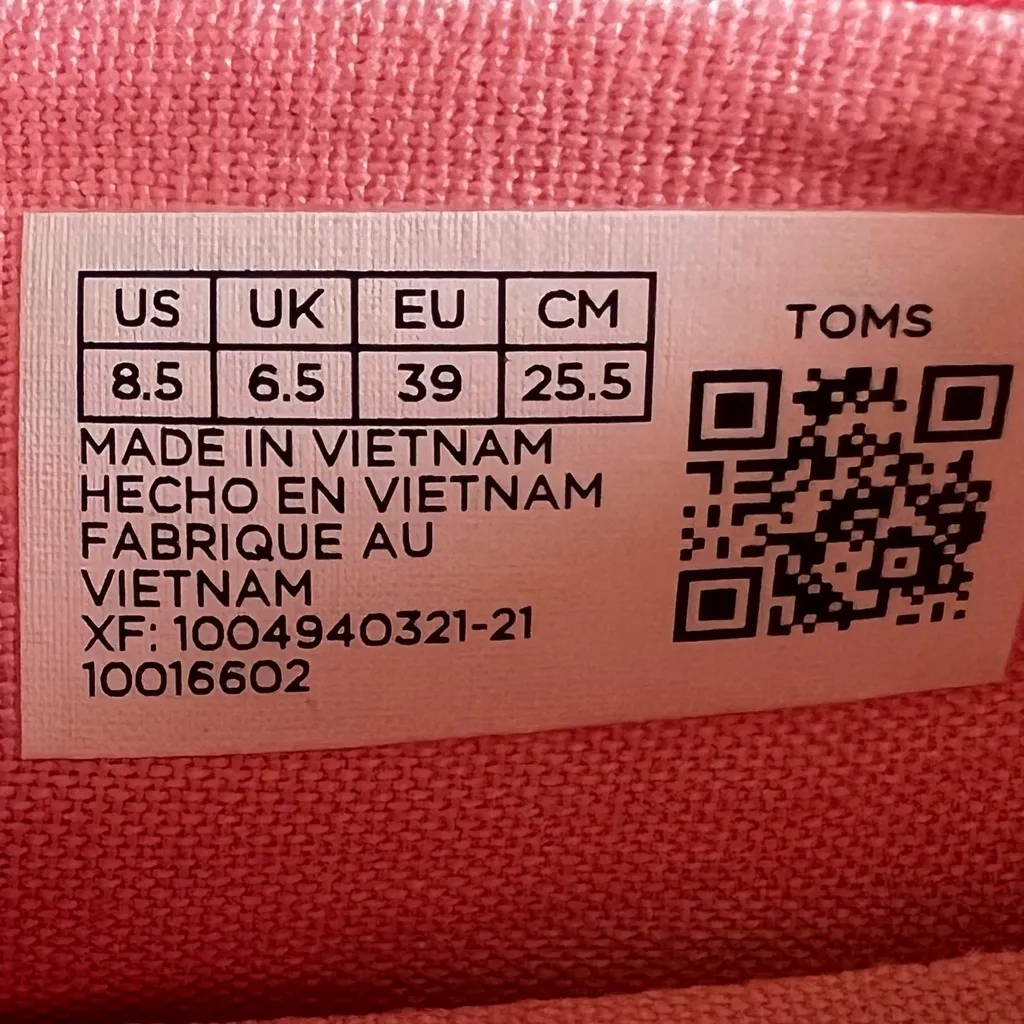 US UK EU CM
8.5 6.5 39 25.5
MADE IN VIETNAM
HECHO EN VIETNAM
FABRIQUE AU
VIETNAM
XF: 1004940321-21
10016602
TOMS